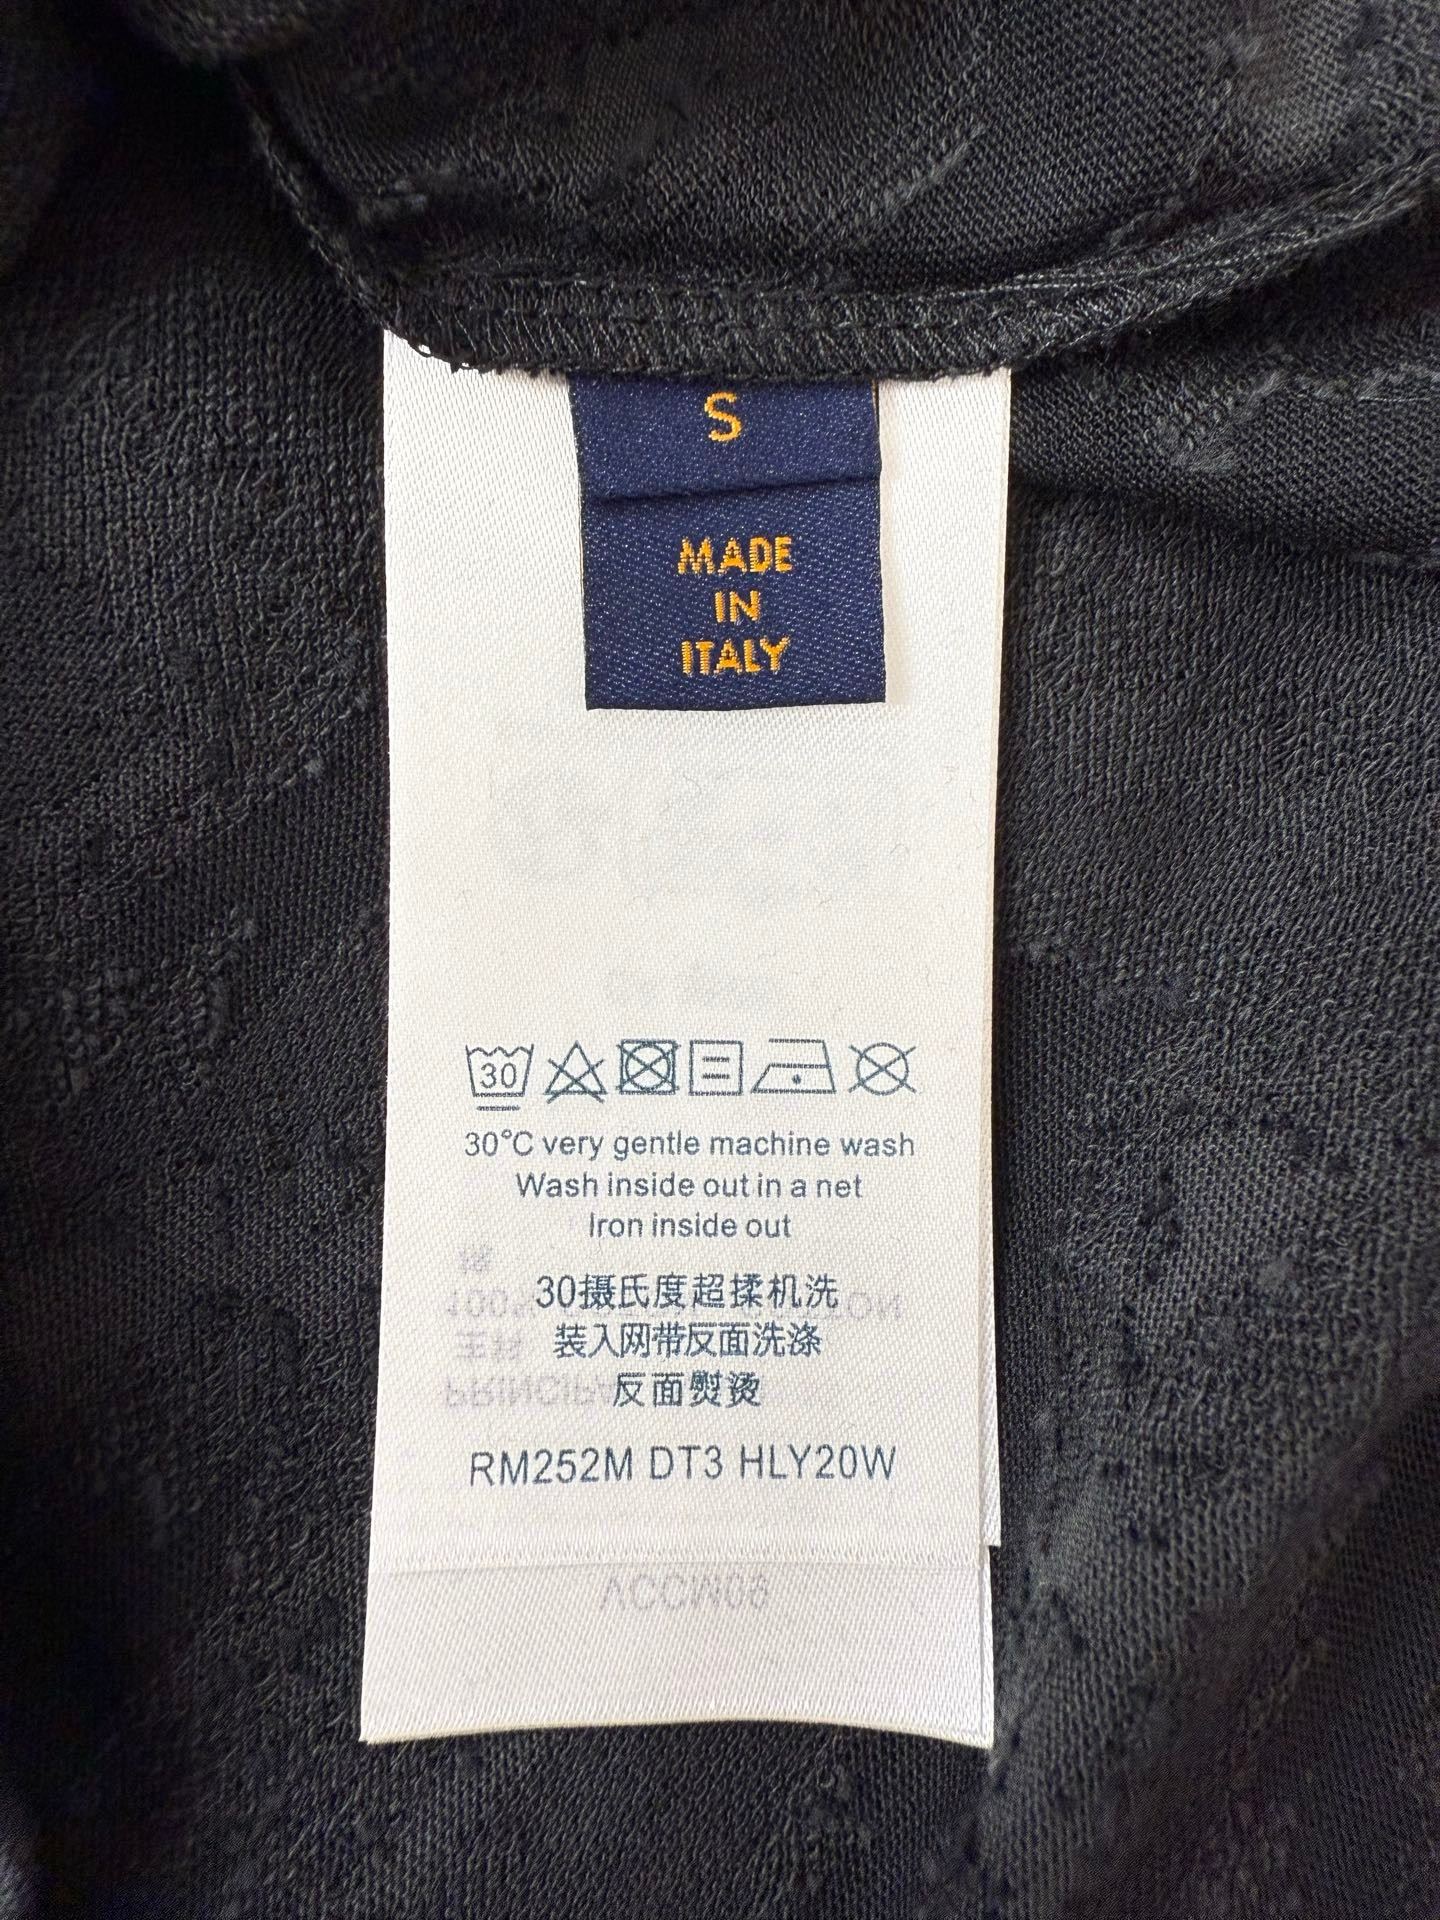 S
MADE
IN
ITALY
30
30°C very gentle machine wash
Wash inside out in a net
Iron inside out
30摄氏度超揉机洗
装入网带反面洗涤
反面熨烫
RM252M DT3 HLY20W